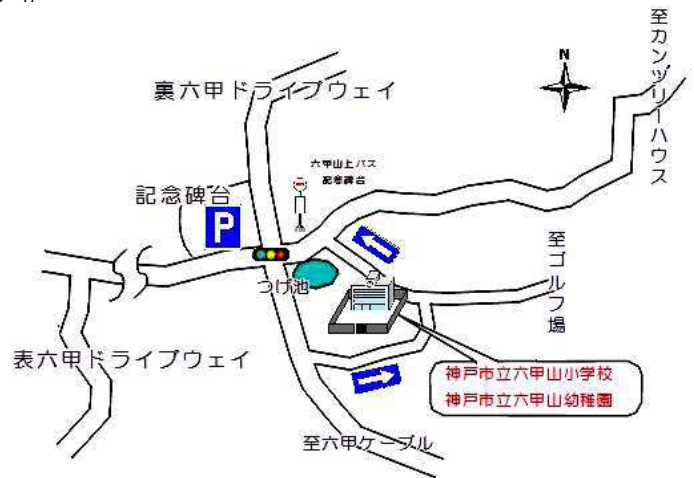 至カンツリーハウス
N
裏六甲ドライブウェイ
六甲山上バス
記念碑台
記念碑台
P
至ゴルフ場
つげ池
表六甲ドライブウェイ
神戸市立六甲山小学校
神戸市立六甲山幼稚園
至六甲ケーブル